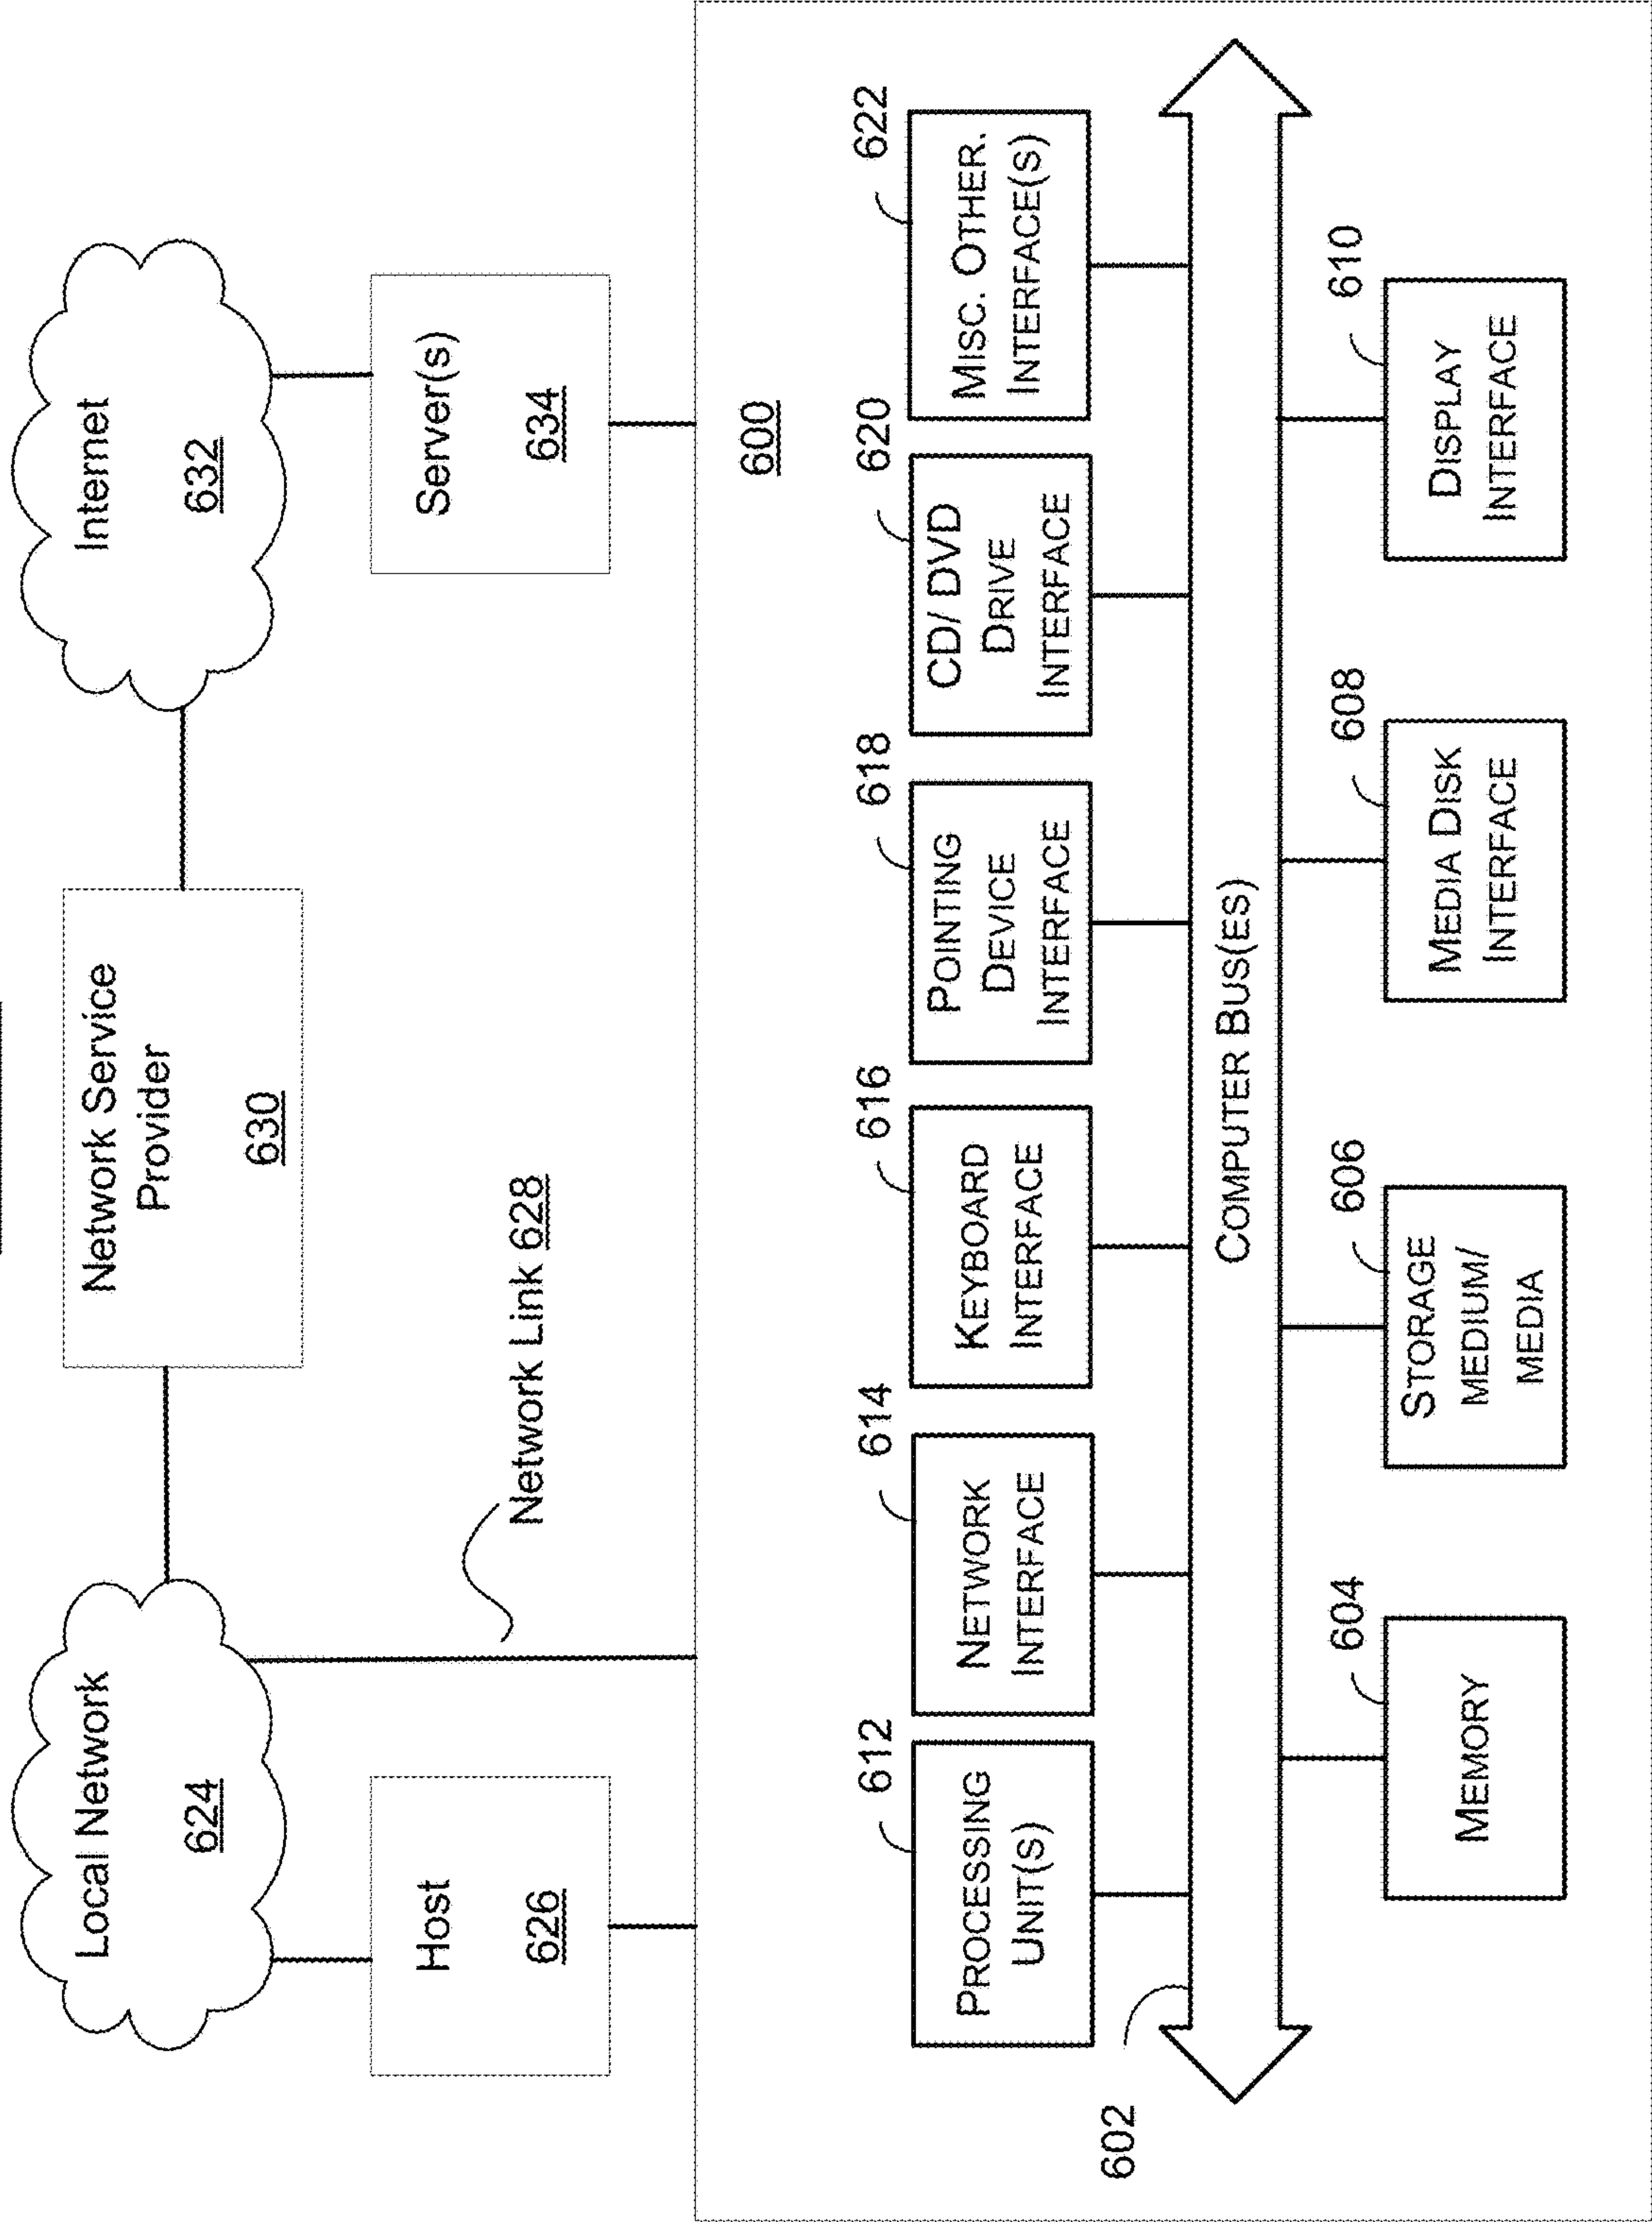 Local Network
624
Network Service
Provider
630
Internet
632
Host
626
Network Link 628
Server(s)
634
600
612
PROCESSING
UNIT(S)
614
NETWORK
INTERFACE
616
KEYBOARD
INTERFACE
618
POINTING
DEVICE
INTERFACE
620
CD/ DVD
DRIVE
INTERFACE
622
MISC. OTHER.
INTERFACE(S)
602
COMPUTER BUS(ES)
604
MEMORY
606
STORAGE
MEDIUM/
MEDIA
608
MEDIA DISK
INTERFACE
610
DISPLAY
INTERFACE